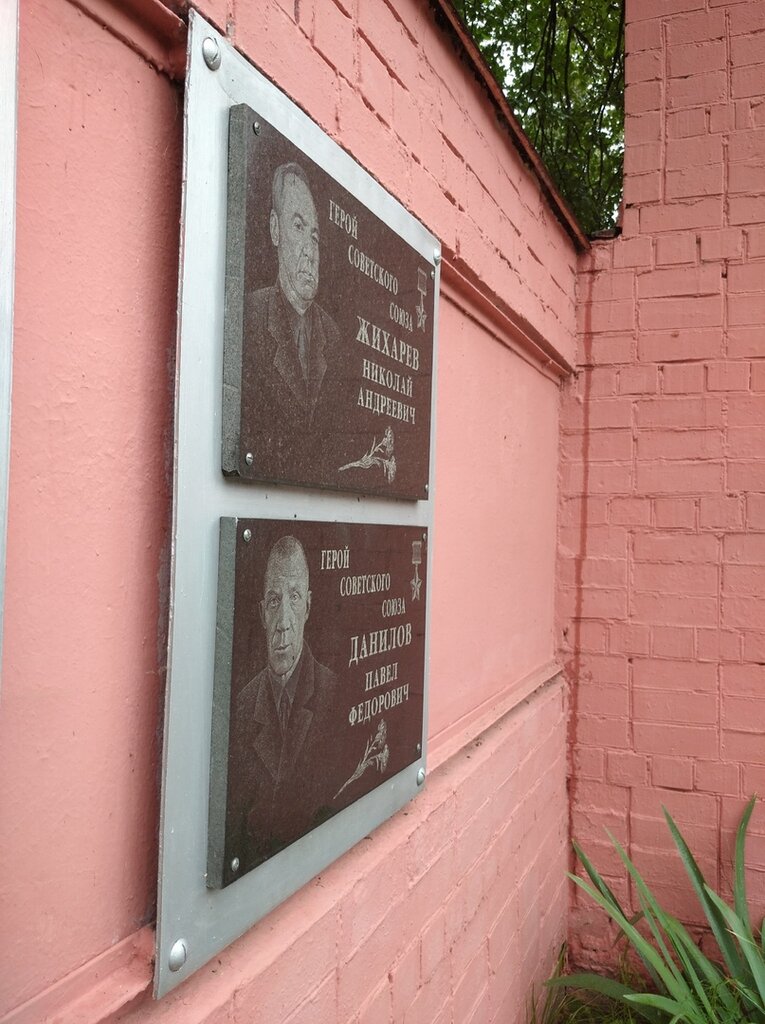 ГЕРОЙ
СОВЕТСКОГО
СОЮЗА
ЖИХАРЕВ
НИКОЛАЙ
АНДРЕЕВИЧ
ГЕРОЙ
СОВЕТСКОГО
СОЮЗА
ДАНИЛОВ
ПАВЕЛ
ФЕДОРОВИЧ